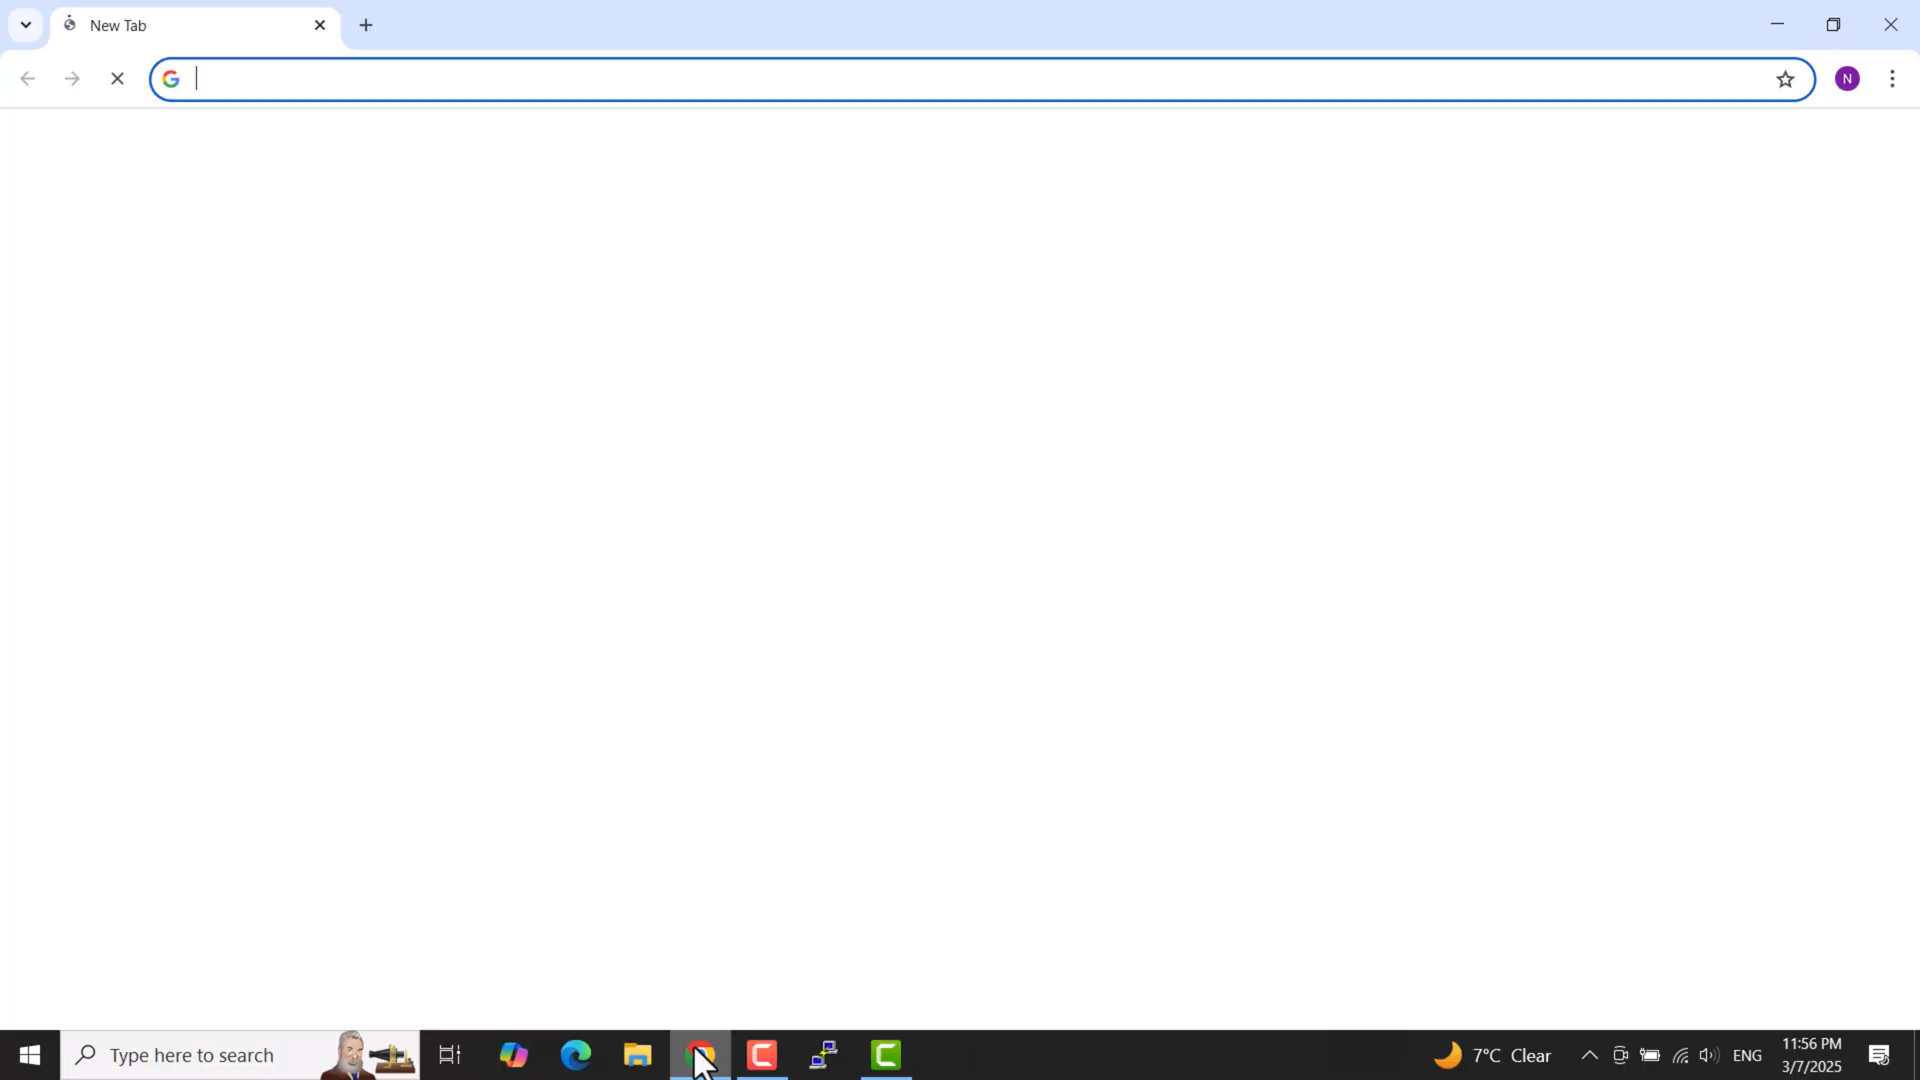 New Tab
N
Type here to search
7°C Clear
ENG
11:56 PM
3/7/2025